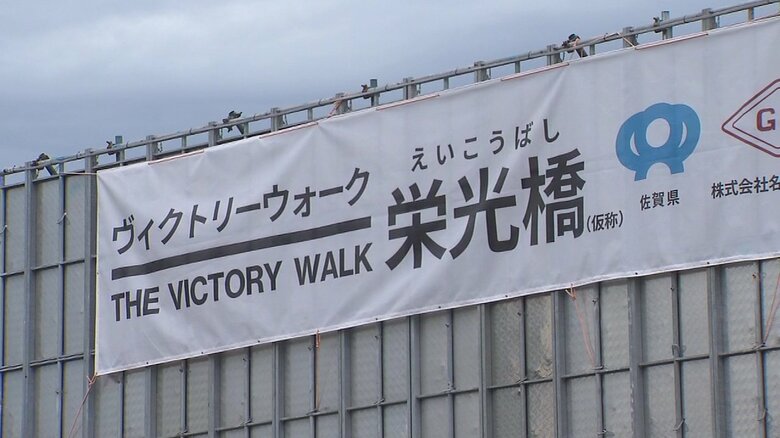 ヴィクトリーウォーク
THE VICTORY WALK
えいこうばし
栄光橋(仮称)
佐賀県
G
株式会社名